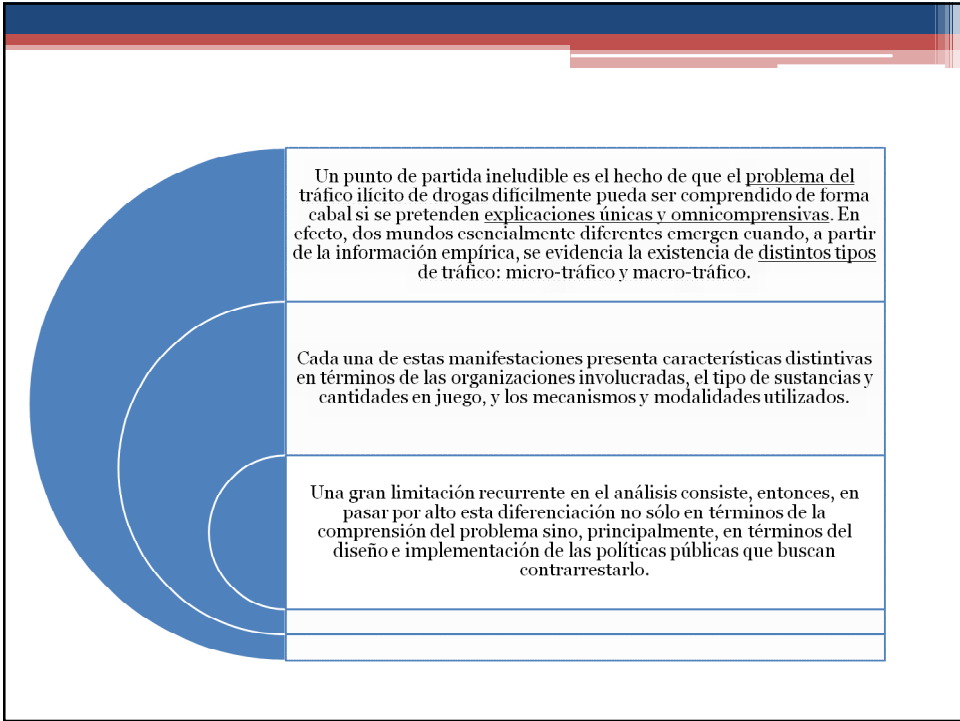 Un punto de partida ineludible es el hecho de que el problema del
tráfico ilícito de drogas difícilmente pueda ser comprendido de forma
cabal si se pretenden explicaciones únicas y omnicomprensivas. En
efecto, dos mundos esencialmente diferentes emergen cuando, a partir
de la información empírica, se evidencia la existencia de distintos tipos
de tráfico: micro-tráfico y macro-tráfico.
Cada una de estas manifestaciones presenta características distintivas
en términos de las organizaciones involucradas, el tipo de sustancias y
cantidades en juego, y los mecanismos y modalidades utilizados.
Una gran limitación recurrente en el análisis consiste, entonces, en
pasar por alto esta diferenciación no sólo en términos de la
comprensión del problema sino, principalmente, en términos del
diseño e implementación de las políticas públicas que buscan
contrarrestarlo.